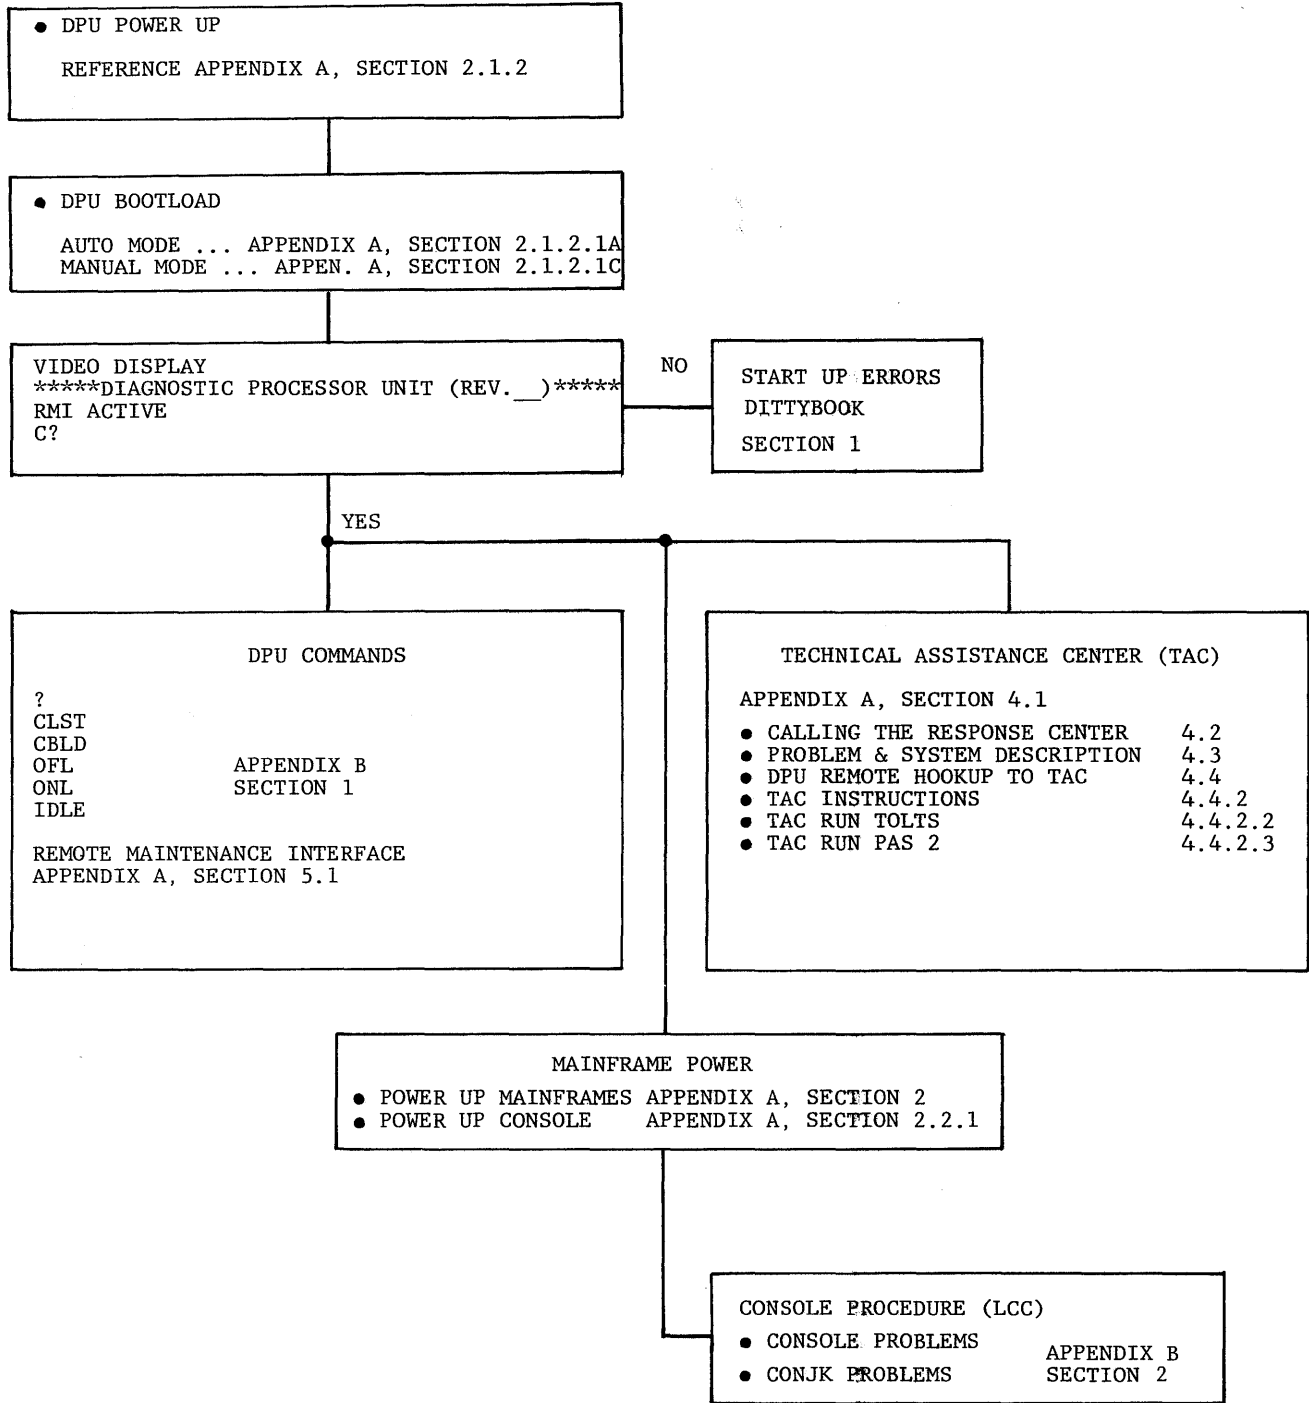 ● DPU POWER UP
REFERENCE APPENDIX A, SECTION 2.1.2
● DPU BOOTLOAD
AUTO MODE ... APPENDIX A, SECTION 2.1.2.1A
MANUAL MODE ... APPEN. A, SECTION 2.1.2.1C
VIDEO DISPLAY
*****DIAGNOSTIC PROCESSOR UNIT (REV.__)*****
RMI ACTIVE
C?
NO
START UP ERRORS
DITTYBOOK
SECTION 1
YES
DPU COMMANDS
?
CLST
CBLD
OFL APPENDIX B
ONL SECTION 1
IDLE
REMOTE MAINTENANCE INTERFACE
APPENDIX A, SECTION 5.1
TECHNICAL ASSISTANCE CENTER (TAC)
APPENDIX A, SECTION 4.1
● CALLING THE RESPONSE CENTER 4.2
● PROBLEM & SYSTEM DESCRIPTION 4.3
● DPU REMOTE HOOKUP TO TAC 4.4
● TAC INSTRUCTIONS 4.4.2
● TAC RUN TOLTS 4.4.2.2
● TAC RUN PAS 2 4.4.2.3
MAINFRAME POWER
● POWER UP MAINFRAMES APPENDIX A, SECTION 2
● POWER UP CONSOLE APPENDIX A, SECTION 2.2.1
CONSOLE PROCEDURE (LCC)
● CONSOLE PROBLEMS
APPENDIX B
● CONJK PROBLEMS SECTION 2